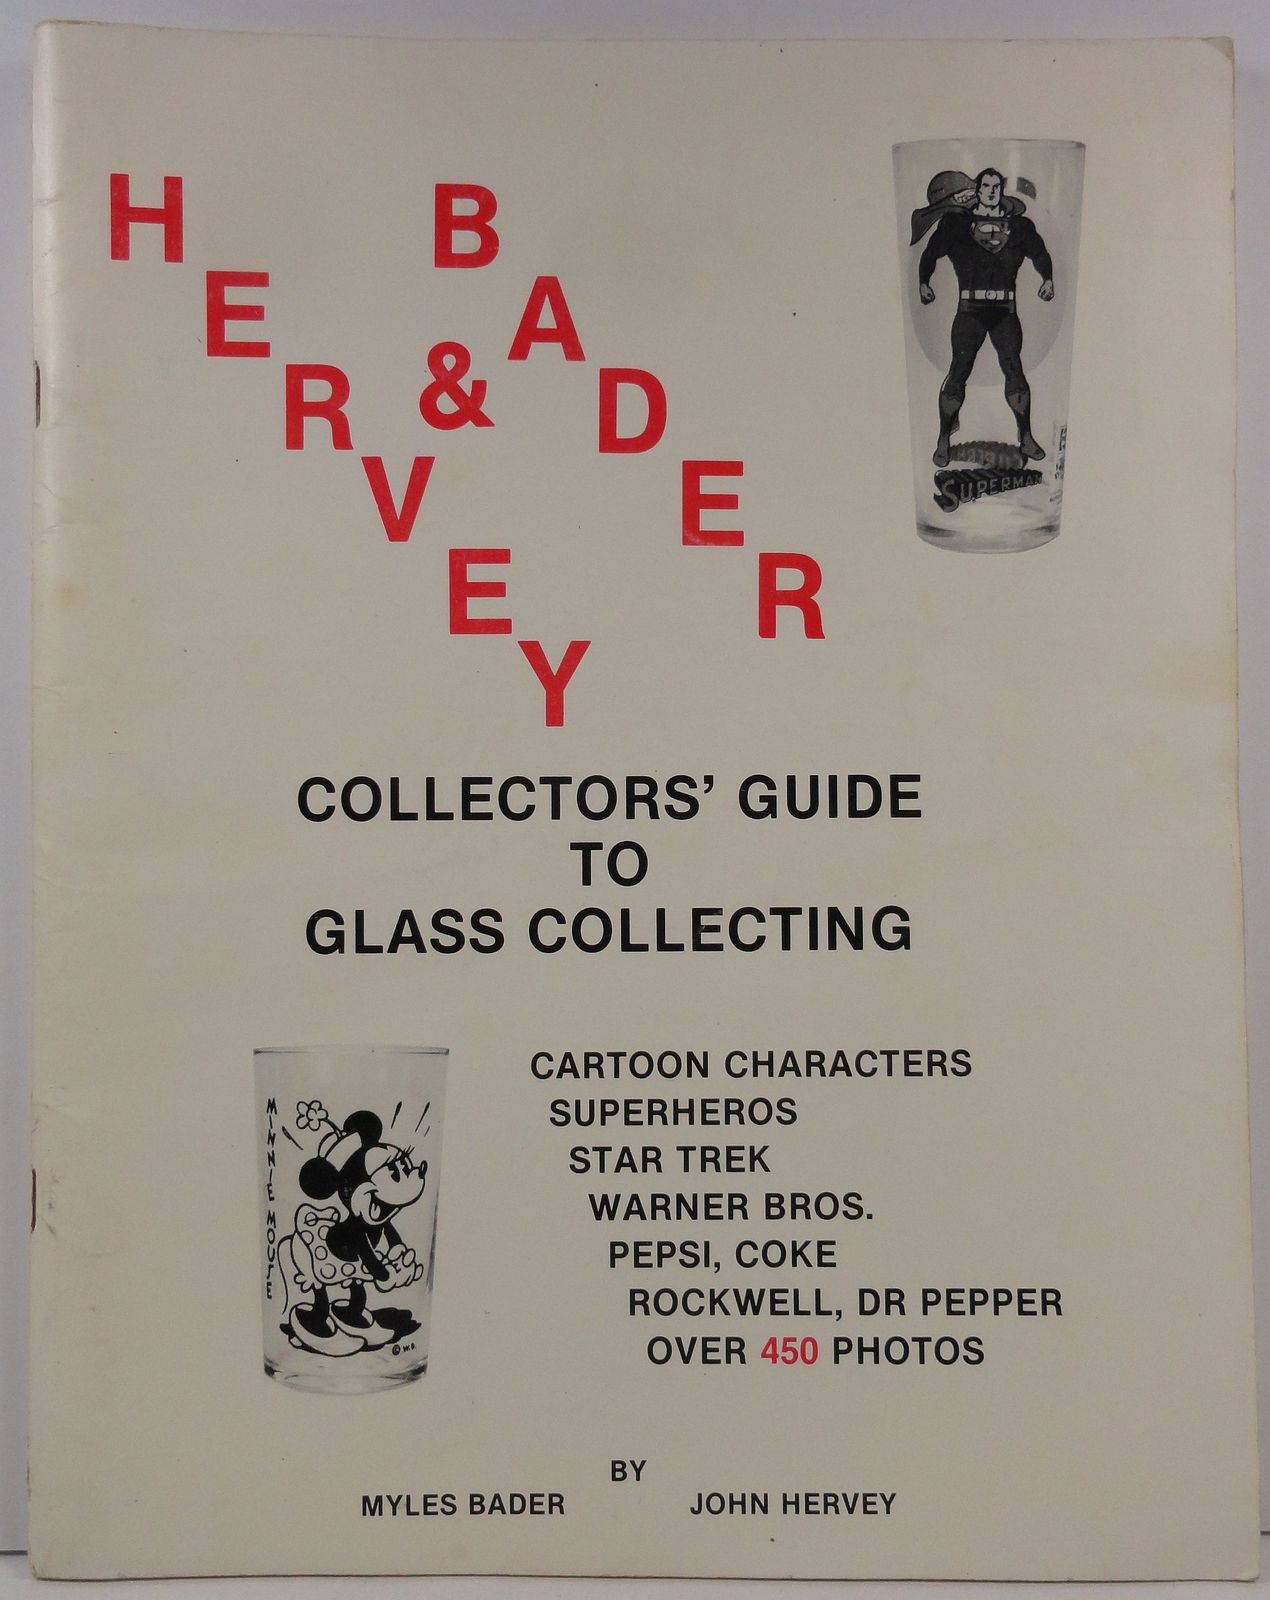 HERVEY
&
BADER
SUPERMAN
COLLECTORS' GUIDE
TO
GLASS COLLECTING
MINNIE MOUSE
© W.D.
CARTOON CHARACTERS
SUPERHEROS
STAR TREK
WARNER BROS.
PEPSI, COKE
ROCKWELL, DR PEPPER
OVER 450 PHOTOS
BY
MYLES BADER JOHN HERVEY